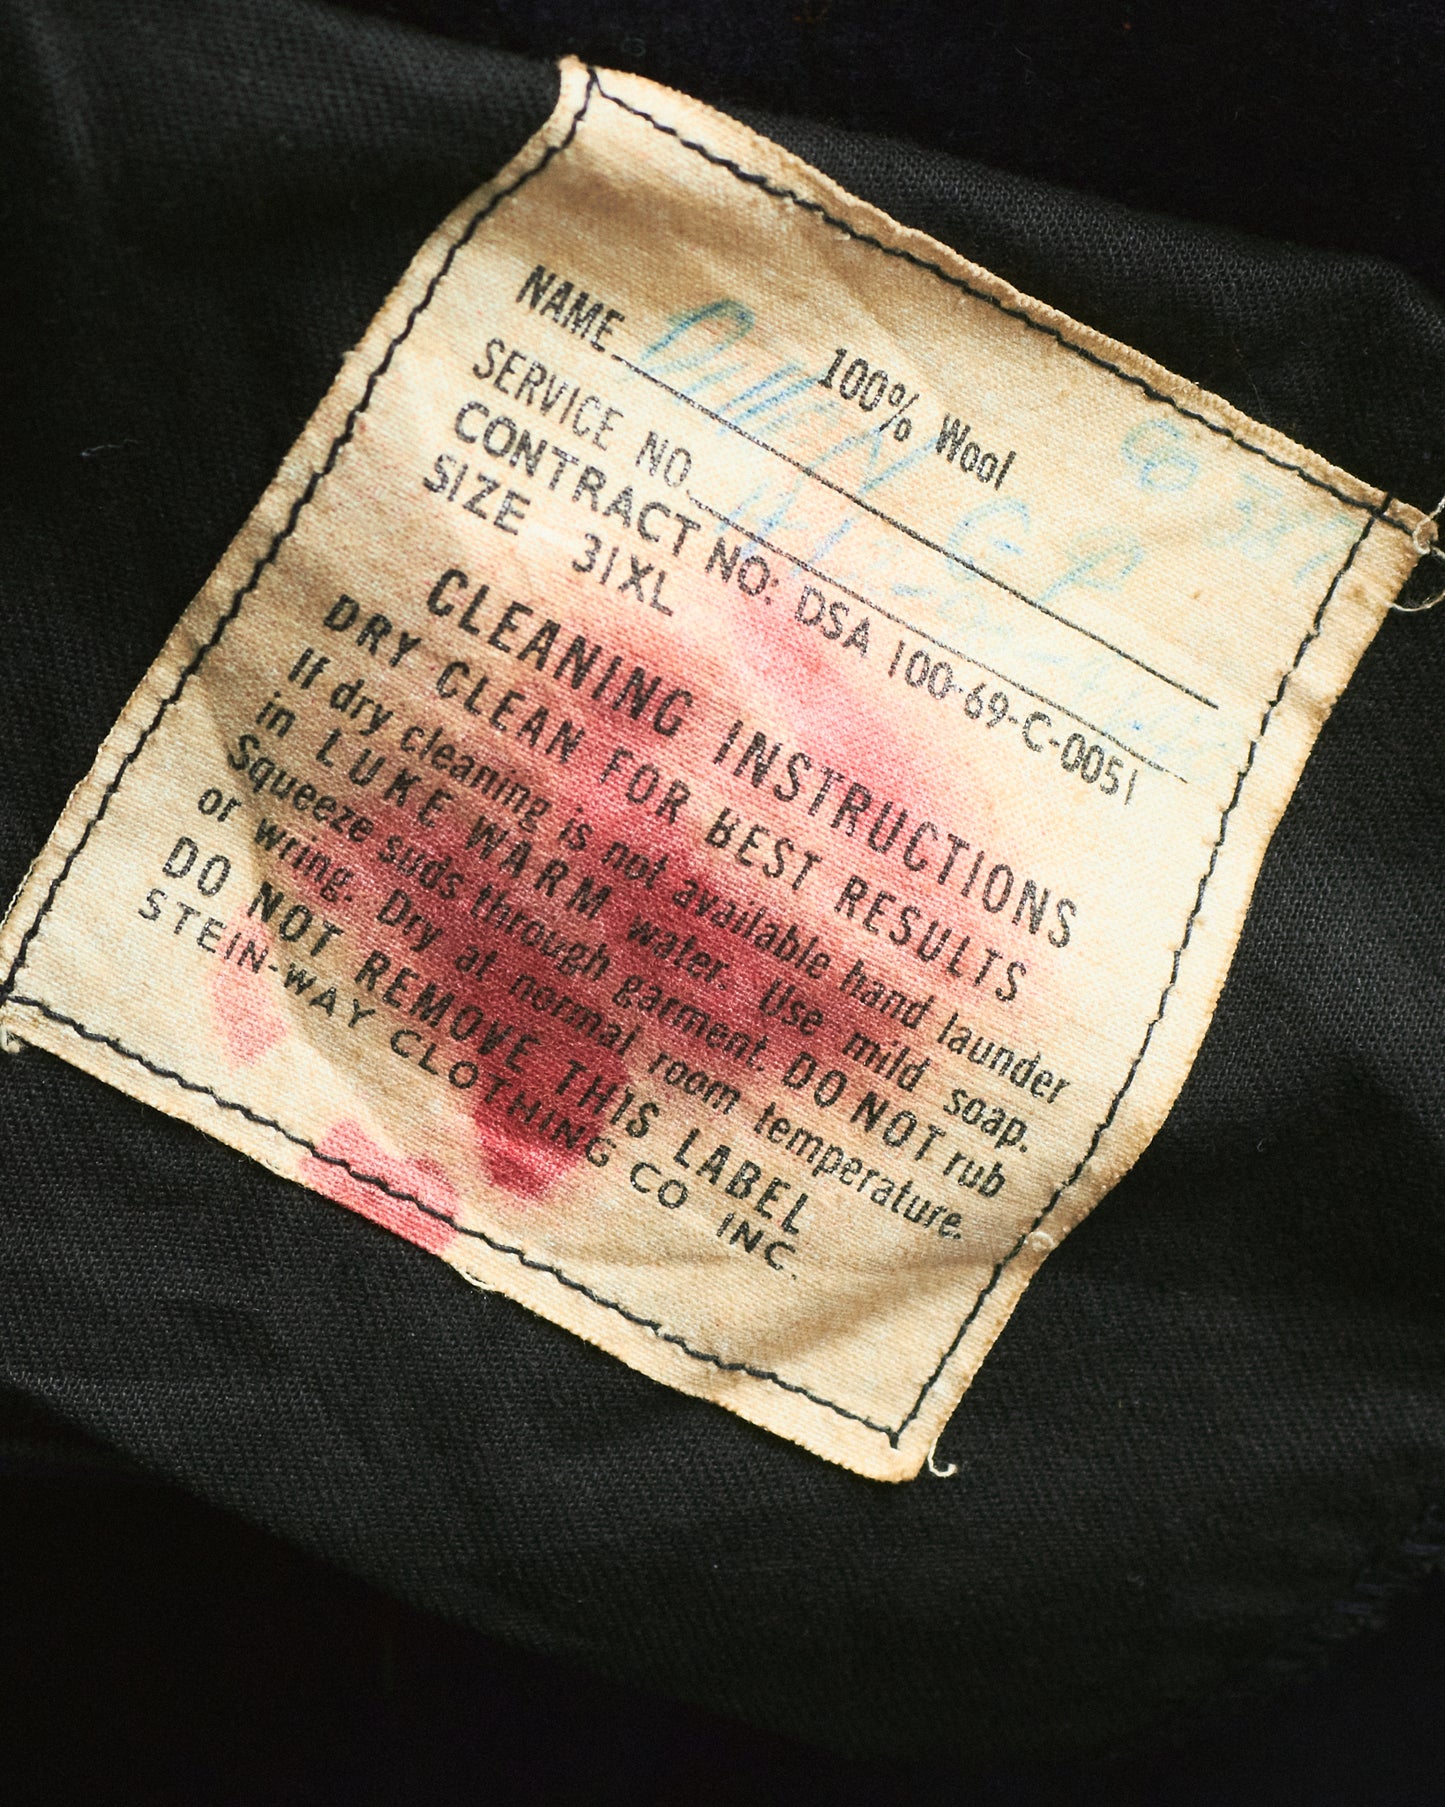 100% Wool
NAME
SERVICE NO.
CONTRACT NO: DSA 100-69-C-0051
SIZE 31XL
CLEANING INSTRUCTIONS
DRY CLEAN FOR BEST RESULTS
If dry cleaning is not available hand launder
in LUKE WARM water. Use mild soap.
Squeeze suds through garment. DO NOT rub
or wring. Dry at normal room temperature.
DO NOT REMOVE THIS LABEL
STEIN-WAY CLOTHING CO INC.